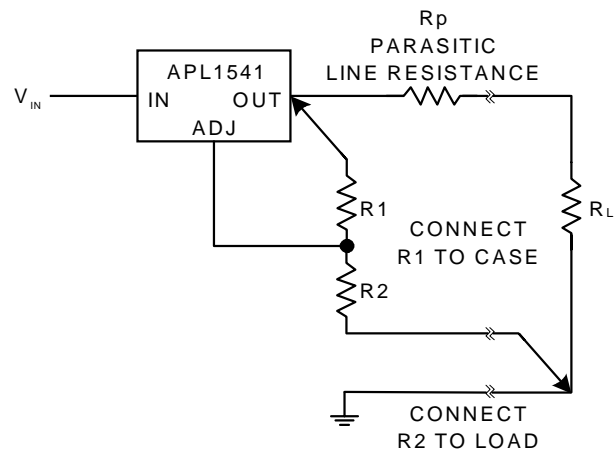 Rp
PARASITIC
LINE RESISTANCE
APL1541
VIN
IN OUT
ADJ
R1
RL
CONNECT
R1 TO CASE
R2
CONNECT
R2 TO LOAD